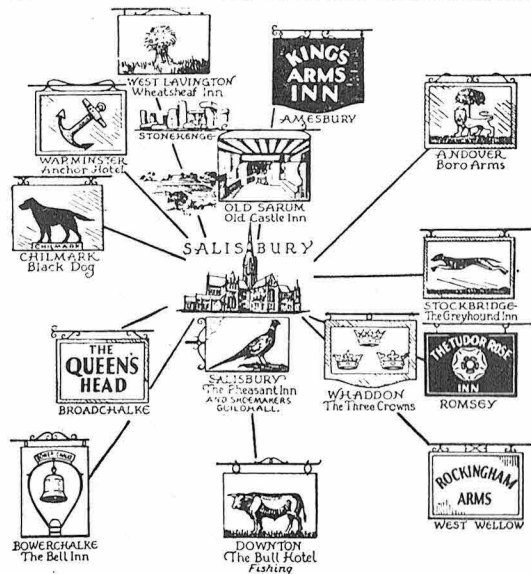 WEST LAVINGTON
Wheatsheaf Inn
KING'S
ARMS
INN
AMESBURY
STONEHENGE
WARMINSTER
Anchor Hotel
ANDOVER
Boro Arms
OLD SARUM
Old Castle Inn
CHILMARK
CHILMARK
Black Dog
SALISBURY
STOCKBRIDGE-
The Greyhound Inn
THE
QUEEN'S
HEAD
BROADCHALKE
SALISBURY
The Pheasant Inn
AND SHOEMAKERS
GUILDHALL.
WHADDON
The Three Crowns
THE TUDOR ROSE
INN
ROMSEY
BOWERCHALKE
The Bell Inn
DOWNTON
The Bull Hotel
Fishing
ROCKINGHAM
ARMS
WEST WELLOW